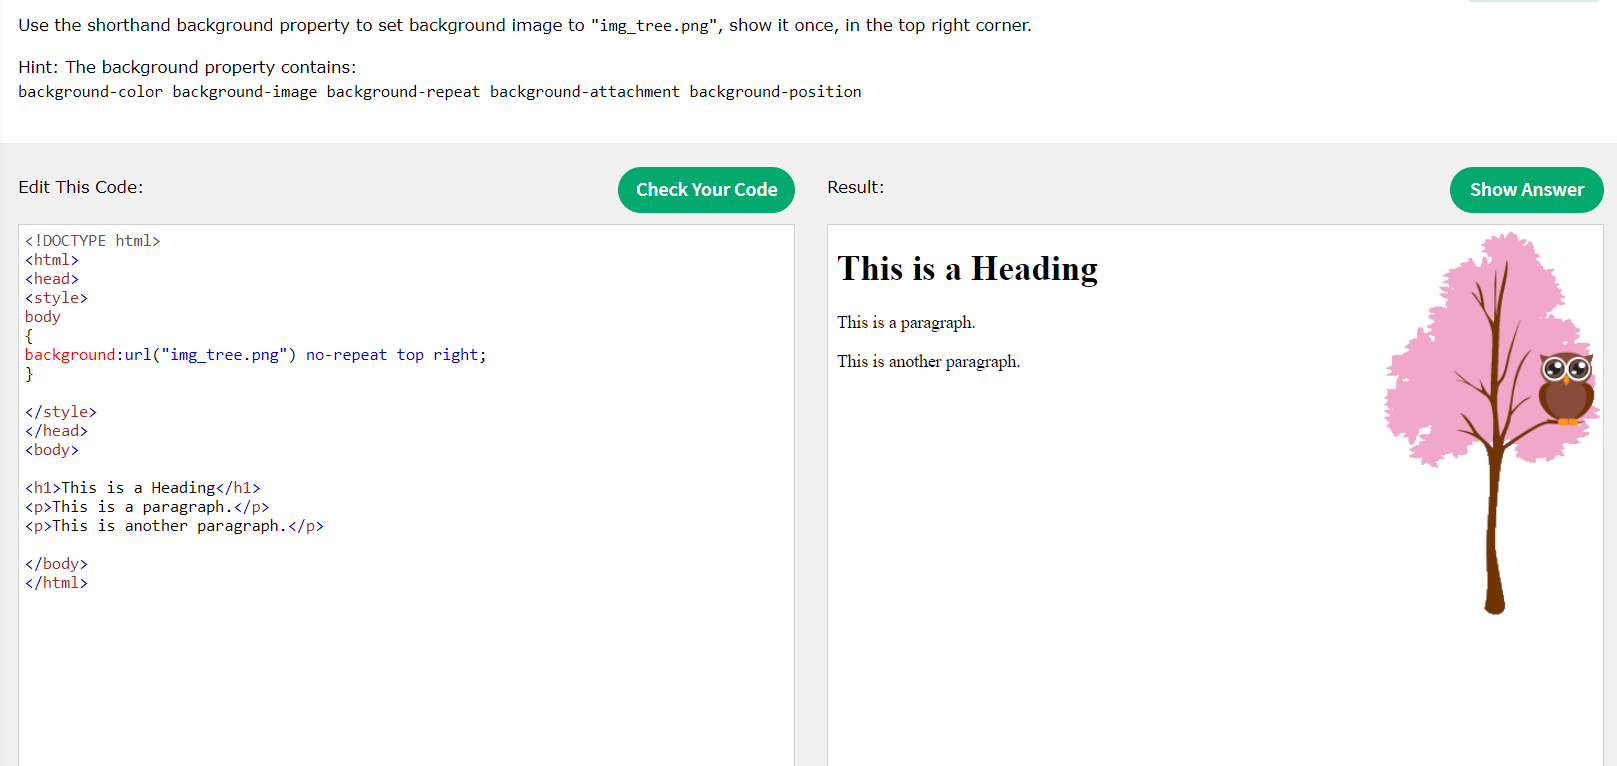 Use the shorthand background property to set background image to "img_tree.png", show it once, in the top right corner.
Hint: The background property contains:
background-color background-image background-repeat background-attachment background-position
Edit This Code:
Check Your Code
<!DOCTYPE html>
<html>
<head>
<style>
body
{
background:url("img_tree.png") no-repeat top right;
}
</style>
</head>
<body>
<h1>This is a Heading</h1>
<p>This is a paragraph.</p>
<p>This is another paragraph.</p>
</body>
</html>
Result:
Show Answer
This is a Heading
This is a paragraph.
This is another paragraph.